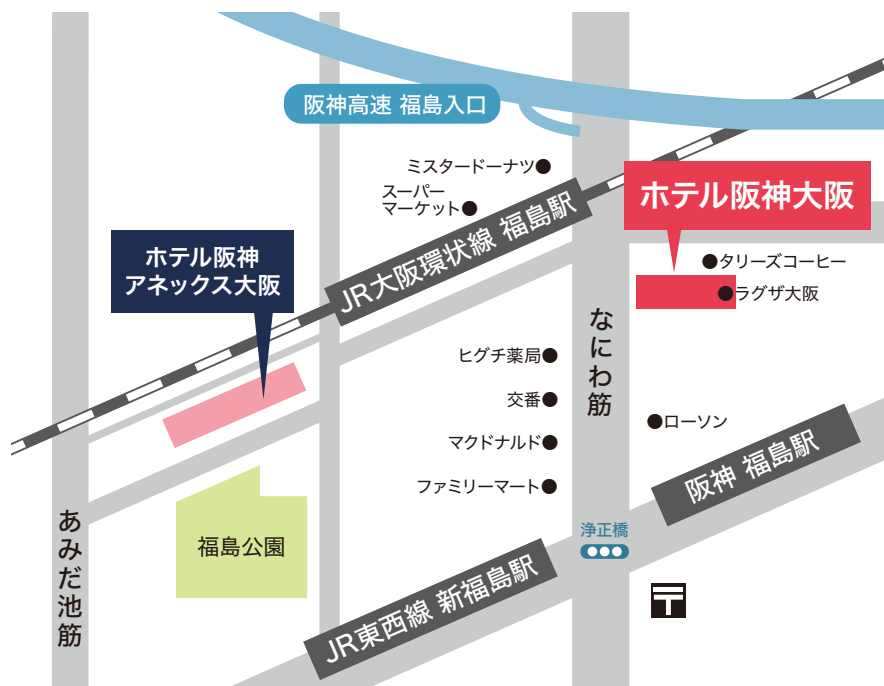 阪神高速 福島入口
ミスタードーナツ
スーパー
マーケット
JR大阪環状線 福島駅
ホテル阪神大阪
ホテル阪神
アネックス大阪
タリーズコーヒー
ラグザ大阪
なにわ筋
ヒグチ薬局
交番
マクドナルド
ファミリーマート
ローソン
阪神 福島駅
浄正橋
福島公園
あみだ池筋
JR東西線 新福島駅
〒